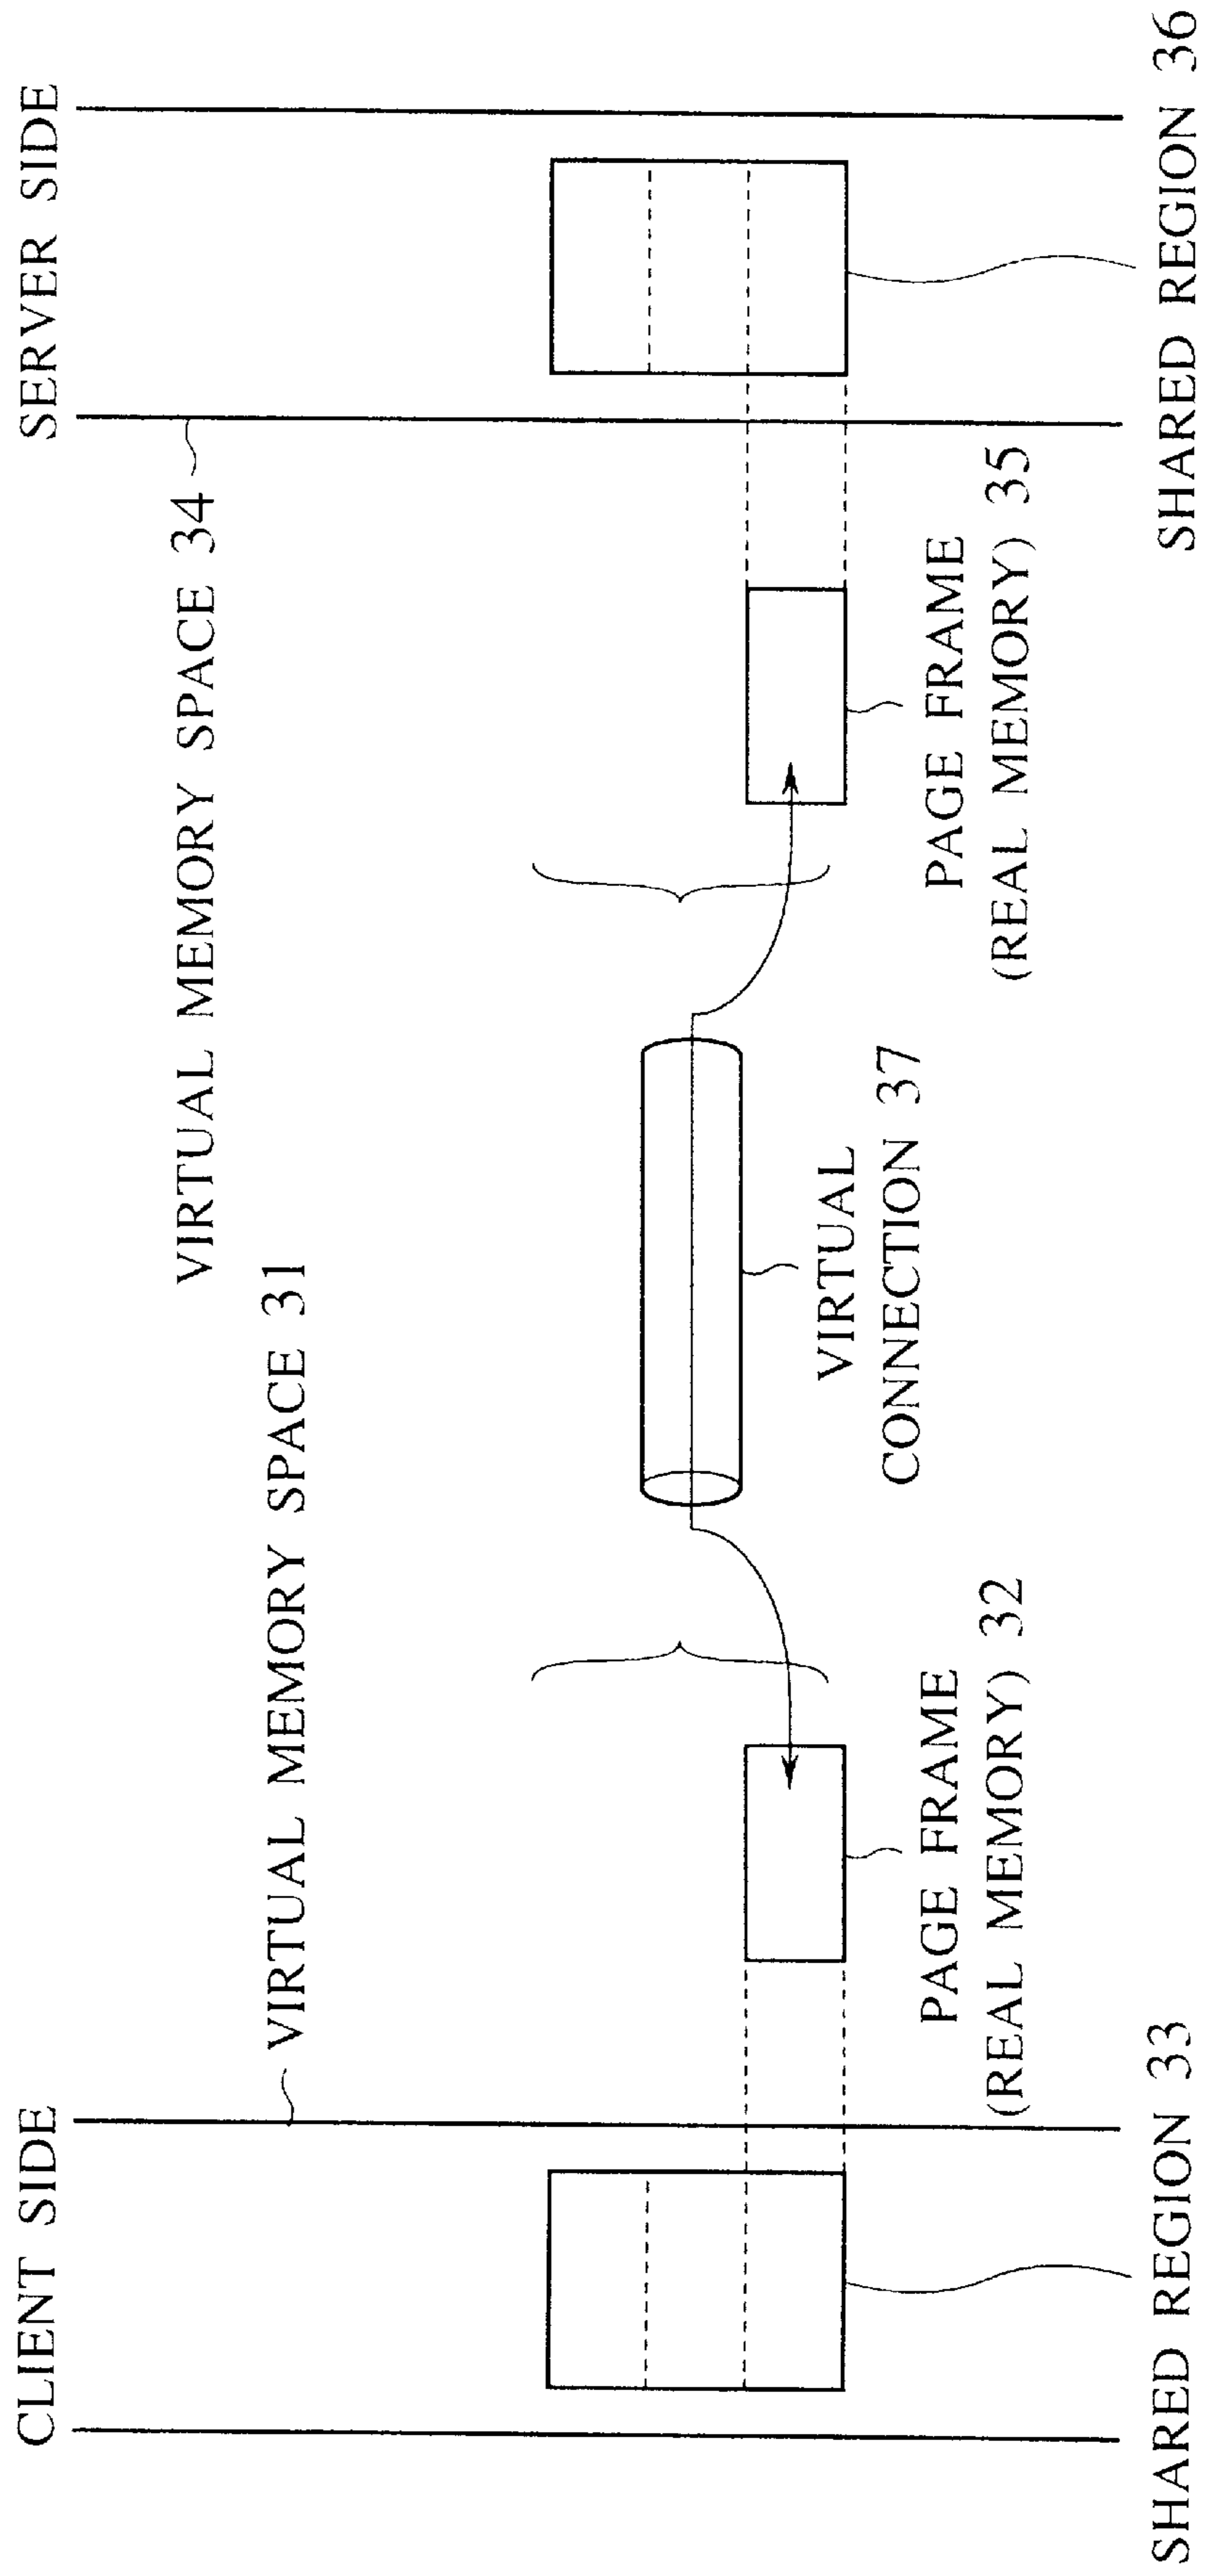 CLIENT SIDE
SERVER SIDE
VIRTUAL MEMORY SPACE 34
VIRTUAL MEMORY SPACE 31
VIRTUAL
CONNECTION 37
PAGE FRAME
(REAL MEMORY) 32
PAGE FRAME
(REAL MEMORY) 35
SHARED REGION 33
SHARED REGION 36